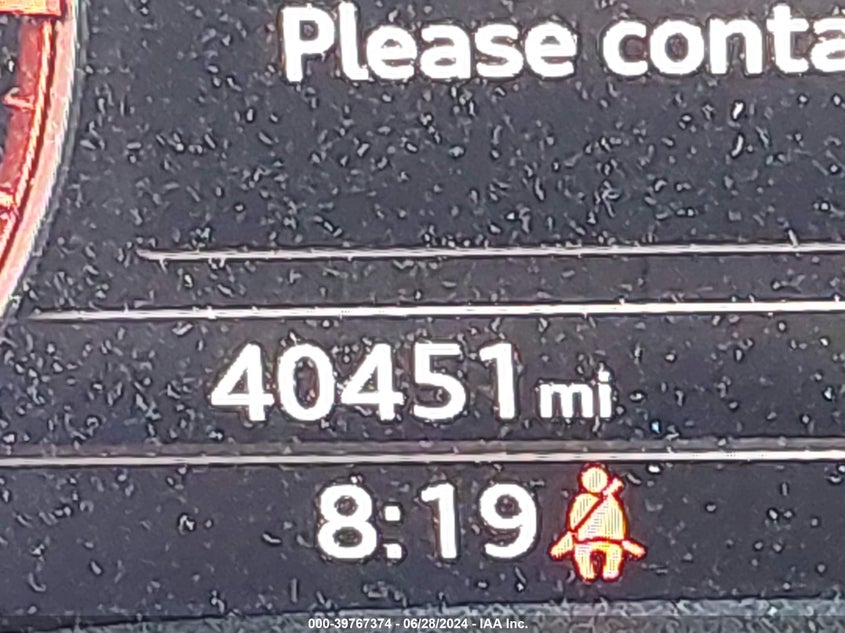 Please conta
40451 mi
8:19
000-39767374 - 06/28/2024 - IAA Inc.